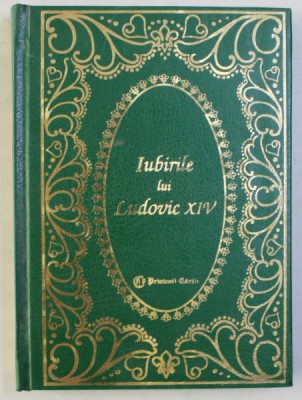 Iubirile
lui
Ludovic XIV
Prietenii Cărții